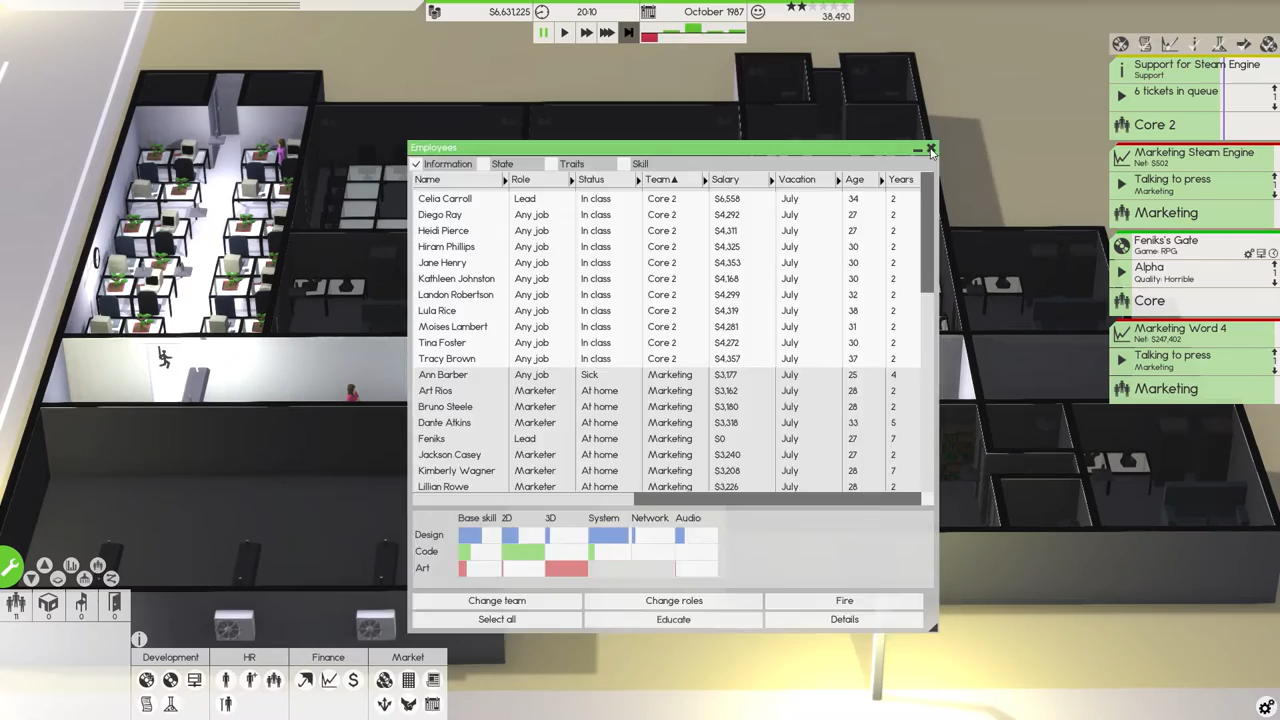 $6,631,225
20:10
October 1987
38,490
Support for Steam Engine
Support
6 tickets in queue
1
Core 2
Marketing Steam Engine
Net: $502
Talking to press
Marketing
1
Marketing
Feniks's Gate
Game: RPG
Alpha
Quality: Horrible
1
Core
Marketing Word 4
Net: $247,402
Talking to press
Marketing
1
Marketing
Employees
Information State Traits Skill
Name Role Status Team Salary Vacation Age Years
Celia Carroll Lead In class Core 2 $6,558 July 34 2
Diego Ray Any job In class Core 2 $4,292 July 27 2
Heidi Pierce Any job In class Core 2 $4,311 July 27 2
Hiram Phillips Any job In class Core 2 $4,325 July 30 2
Jane Henry Any job In class Core 2 $4,353 July 30 2
Kathleen Johnston Any job In class Core 2 $4,168 July 30 2
Landon Robertson Any job In class Core 2 $4,299 July 32 2
Lula Rice Any job In class Core 2 $4,319 July 38 2
Moises Lambert Any job In class Core 2 $4,281 July 31 2
Tina Foster Any job In class Core 2 $4,272 July 30 2
Tracy Brown Any job In class Core 2 $4,357 July 37 2
Ann Barber Any job Sick Marketing $3,177 July 25 4
Art Rios Marketer At home Marketing $3,162 July 28 2
Bruno Steele Marketer At home Marketing $3,180 July 28 2
Dante Atkins Marketer At home Marketing $3,318 July 33 5
Feniks Lead At home Marketing $0 July 27 7
Jackson Casey Marketer At home Marketing $3,240 July 27 2
Kimberly Wagner Marketer At home Marketing $3,208 July 28 7
Lillian Rowe Marketer At home Marketing $3,226 July 28 2
Base skill 2D 3D System Network Audio
Design
Code
Art
Change team Change roles Fire
Select all Educate Details
11 0 0 0
Development HR Finance Market